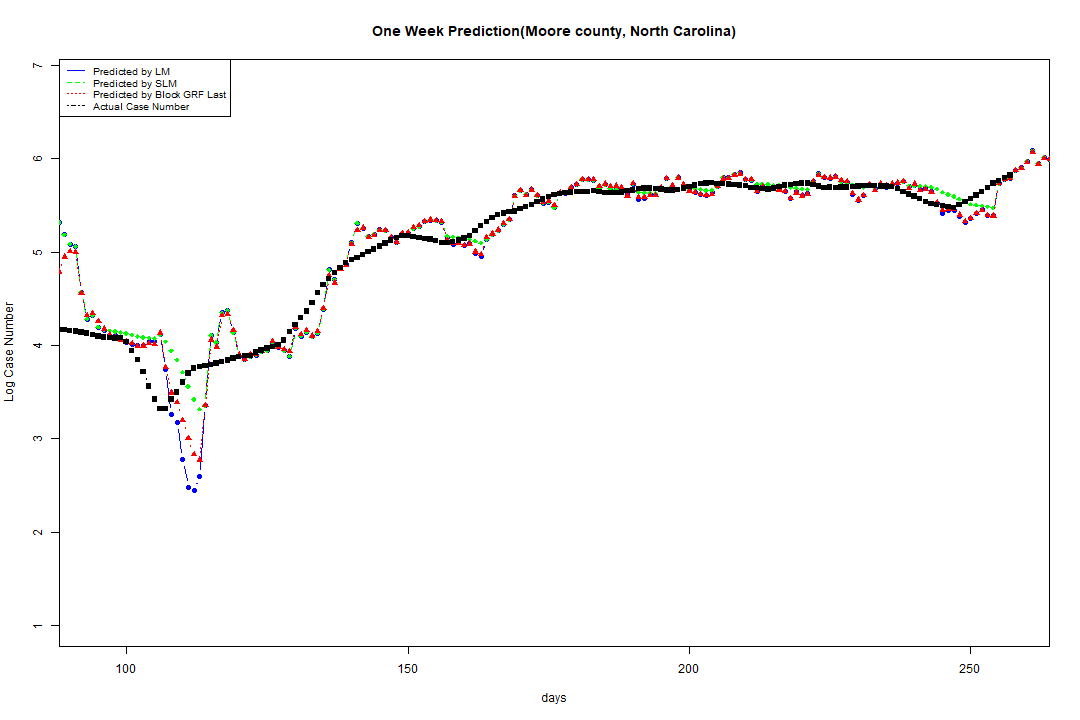 One Week Prediction(Moore county, North Carolina)
Predicted by LM
Predicted by SLM
Predicted by Block GRF Last
Actual Case Number
7
6
5
4
3
2
1
Log Case Number
100 150 200 250
days